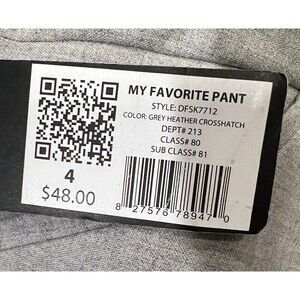 MY FAVORITE PANT
STYLE: DFSK7712
COLOR: GREY HEATHER CROSSHATCH
DEPT# 213
CLASS# 80
SUB CLASS# 81
4
$48.00
8 27576 78947 0